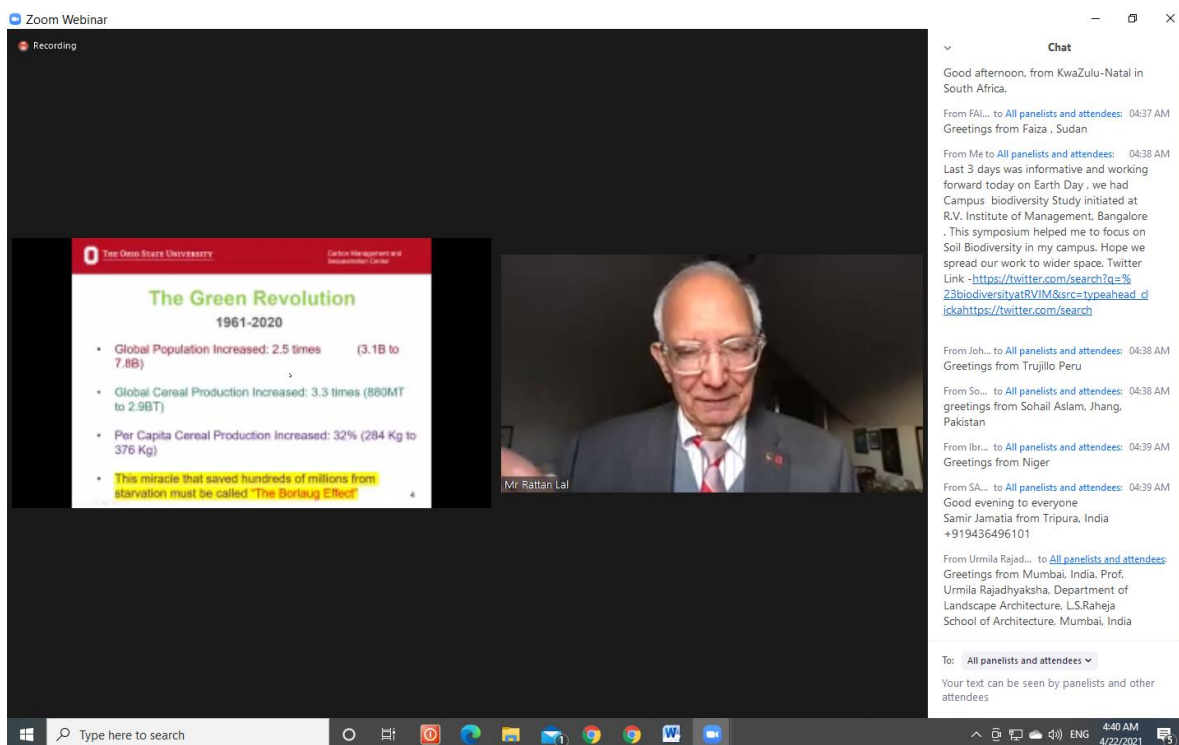 Zoom Webinar
Recording
THE OHIO STATE UNIVERSITY
Carbon Management and
Sequestration Center
The Green Revolution
1961-2020
• Global Population Increased: 2.5 times (3.1B to
7.8B)
• Global Cereal Production Increased: 3.3 times (880MT
to 2.9BT)
• Per Capita Cereal Production Increased: 32% (284 Kg to
376 Kg)
• This miracle that saved hundreds of millions from
starvation must be called "The Borlaug Effect"
4
Mr Rattan Lal
Chat
Good afternoon, from KwaZulu-Natal in
South Africa.
From FAI... to All panelists and attendees: 04:37 AM
Greetings from Faiza , Sudan
From Me to All panelists and attendees: 04:38 AM
Last 3 days was informative and working
forward today on Earth Day , we had
Campus biodiversity Study initiated at
R.V. Institute of Management, Bangalore
. This symposium helped me to focus on
Soil Biodiversity in my campus. Hope we
spread our work to wider space. Twitter
Link -https://twitter.com/search?q=%
23biodiversityatRVIM&src=typeahead_cl
ickahttps://twitter.com/search
From Joh... to All panelists and attendees: 04:38 AM
Greetings from Trujillo Peru
From So... to All panelists and attendees: 04:38 AM
greetings from Sohail Aslam, Jhang,
Pakistan
From Ibr... to All panelists and attendees: 04:39 AM
Greetings from Niger
From SA... to All panelists and attendees: 04:39 AM
Good evening to everyone
Samir Jamatia from Tripura, India
+919436496101
From Urmila Rajad... to All panelists and attendees:
Greetings from Mumbai, India. Prof.
Urmila Rajadhyaksha, Department of
Landscape Architecture, L.S.Raheja
School of Architecture, Mumbai, India
To: All panelists and attendees
Your text can be seen by panelists and other
attendees
Type here to search
ENG
4:40 AM
4/22/2021